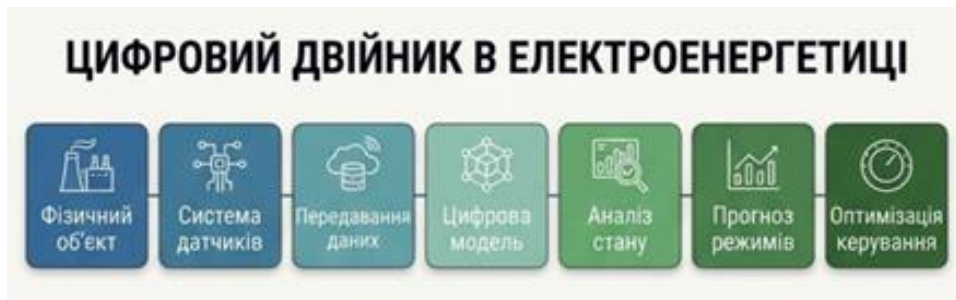 ЦИФРОВИЙ ДВІЙНИК В ЕЛЕКТРОЕНЕРГЕТИЦІ
Фізичний
об'єкт
Система
датчиків
Передавання
даних
Цифрова
модель
Аналіз
стану
Прогноз
режимів
Оптимізація
керування